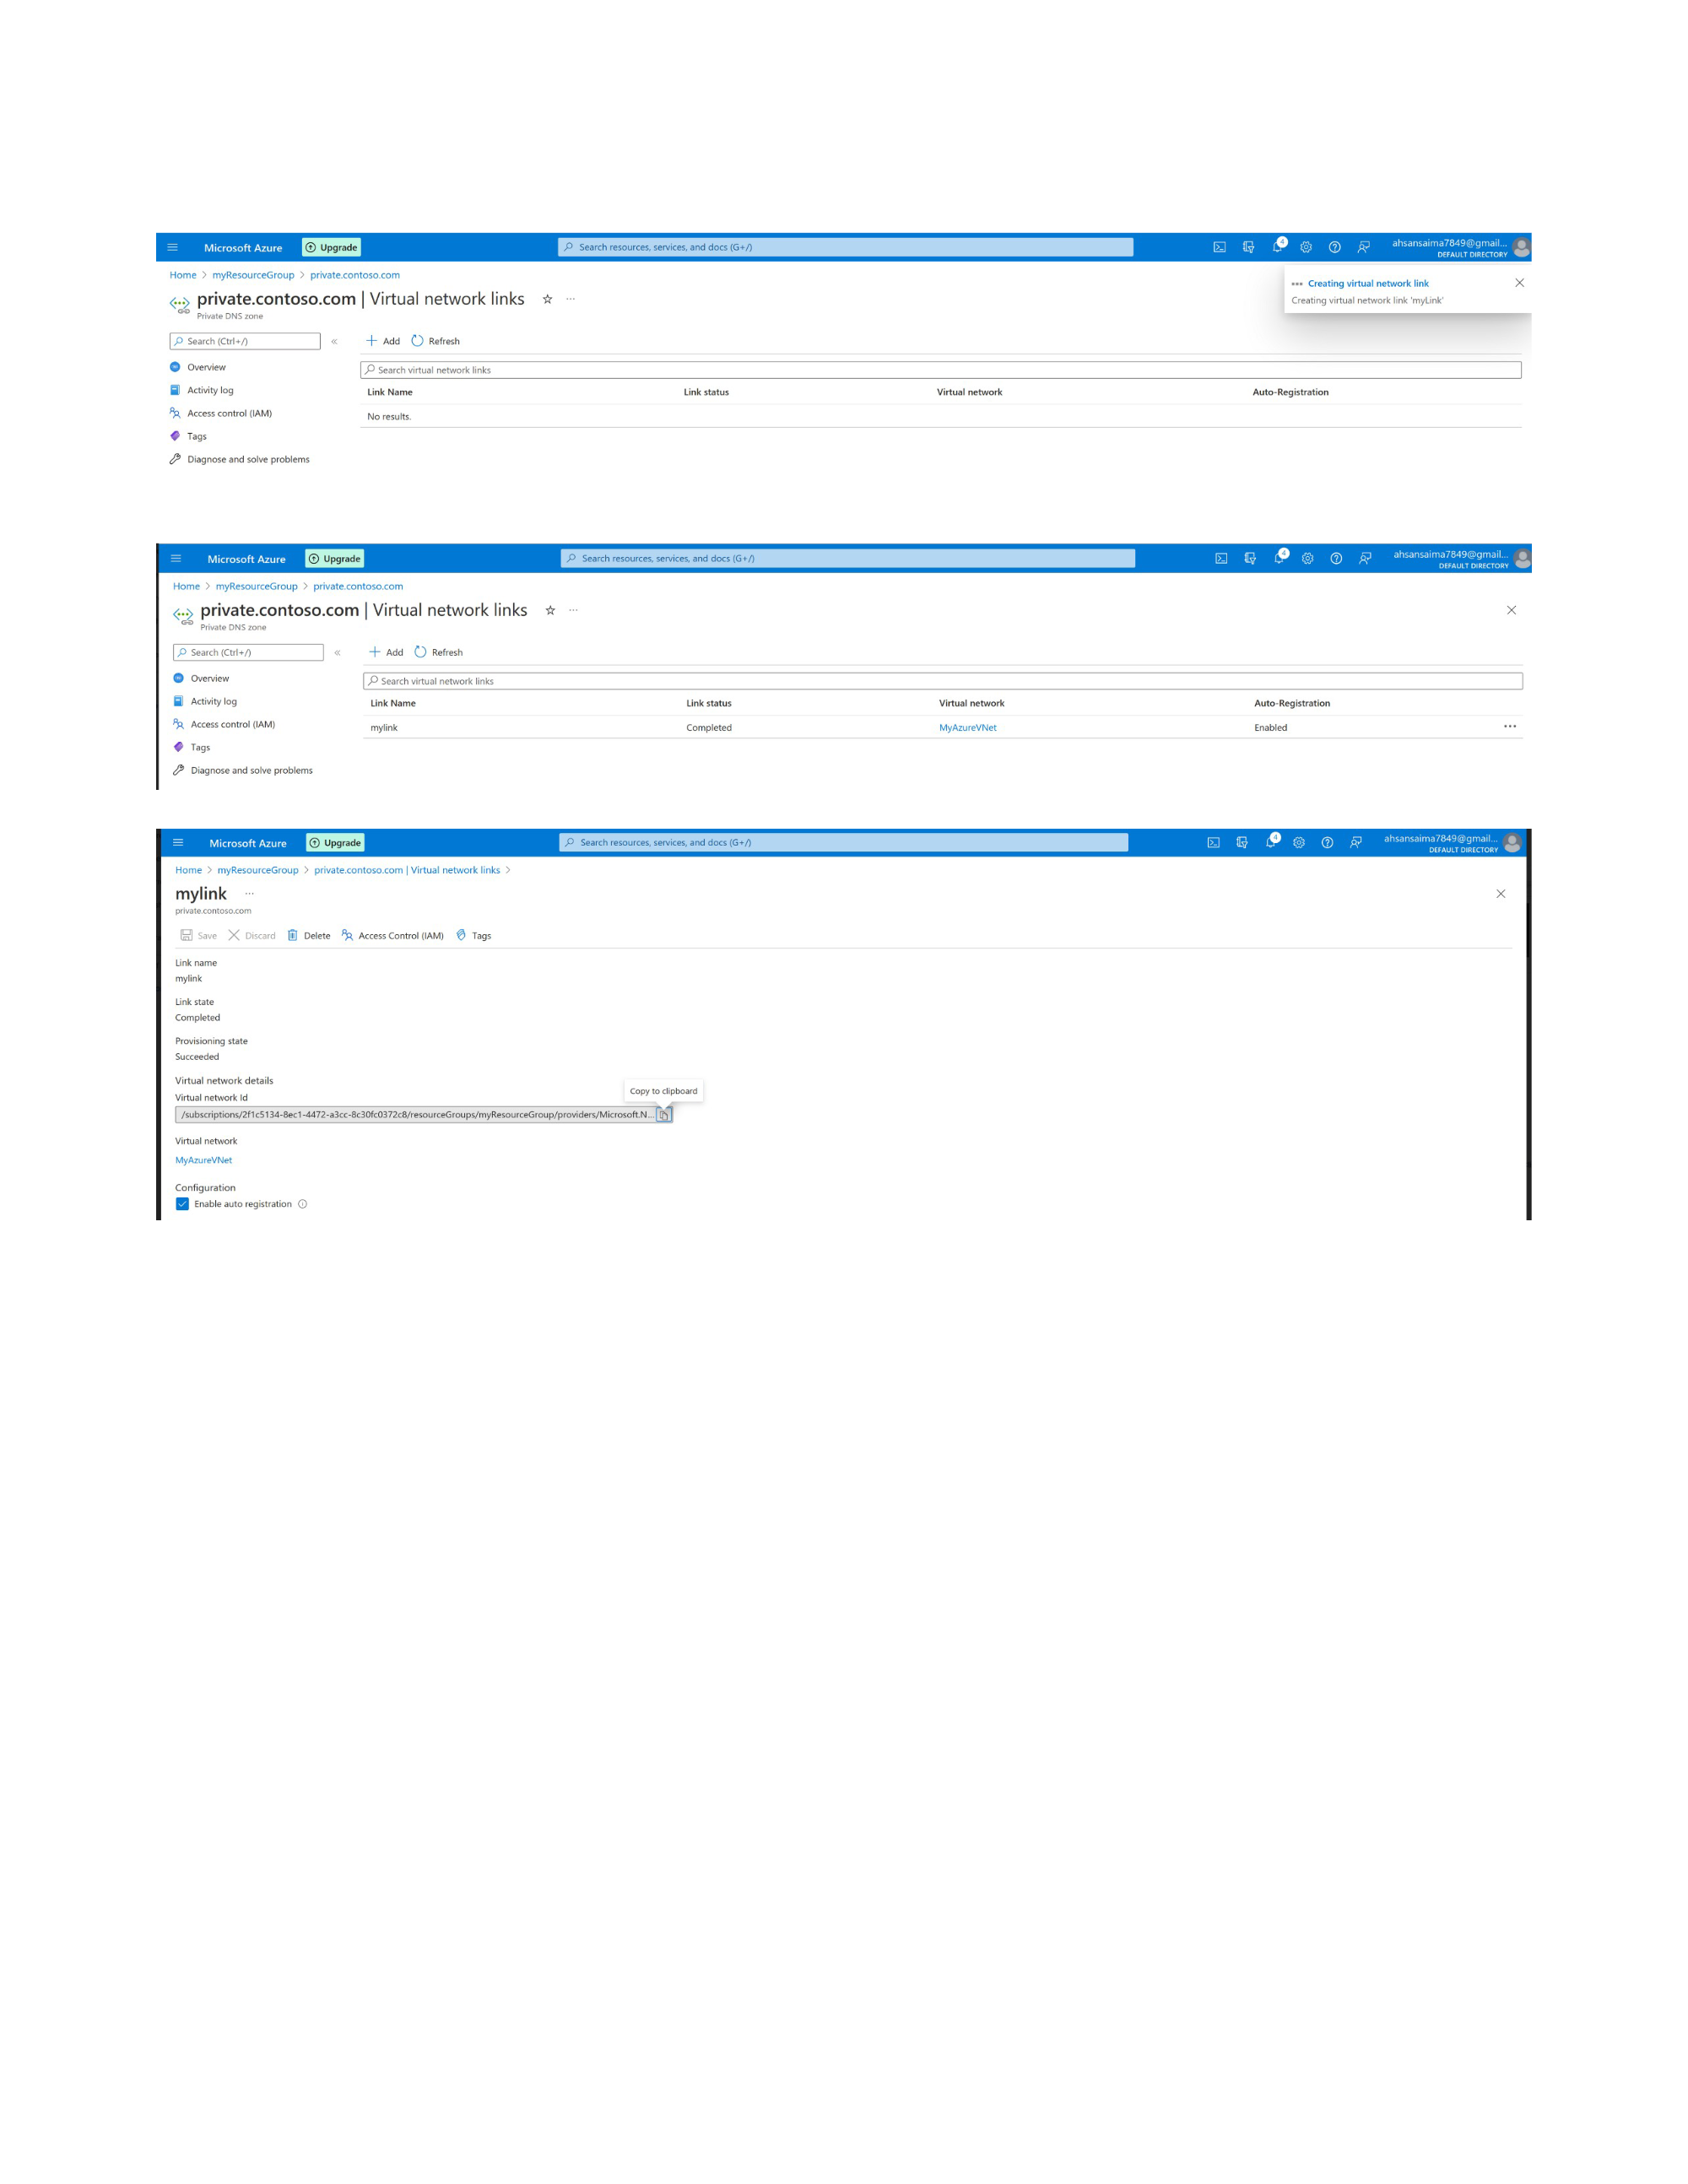 Microsoft Azure Upgrade Search resources, services, and docs (G+/) 4 ahsansaima7849@gmail...
DEFAULT DIRECTORY
Home > myResourceGroup > private.contoso.com
Creating virtual network link
Creating virtual network link 'myLink'
private.contoso.com | Virtual network links
Private DNS zone
Search (Ctrl+/) « Add Refresh
Overview
Search virtual network links
Activity log
Link Name Link status Virtual network Auto-Registration
Access control (IAM)
No results.
Tags
Diagnose and solve problems
Microsoft Azure Upgrade Search resources, services, and docs (G+/) 4 ahsansaima7849@gmail...
DEFAULT DIRECTORY
Home > myResourceGroup > private.contoso.com
private.contoso.com | Virtual network links
Private DNS zone
Search (Ctrl+/) « Add Refresh
Overview
Search virtual network links
Activity log
Link Name Link status Virtual network Auto-Registration
Access control (IAM)
mylink Completed MyAzureVNet Enabled
Tags
Diagnose and solve problems
Microsoft Azure Upgrade Search resources, services, and docs (G+/) 4 ahsansaima7849@gmail...
DEFAULT DIRECTORY
Home > myResourceGroup > private.contoso.com | Virtual network links >
mylink
private.contoso.com
Save Discard Delete Access Control (IAM) Tags
Link name
mylink
Link state
Completed
Provisioning state
Succeeded
Virtual network details
Copy to clipboard
Virtual network Id
/subscriptions/2f1c5134-8ec1-4472-a3cc-8c30fc0372c8/resourceGroups/myResourceGroup/providers/Microsoft.N...
Virtual network
MyAzureVNet
Configuration
Enable auto registration